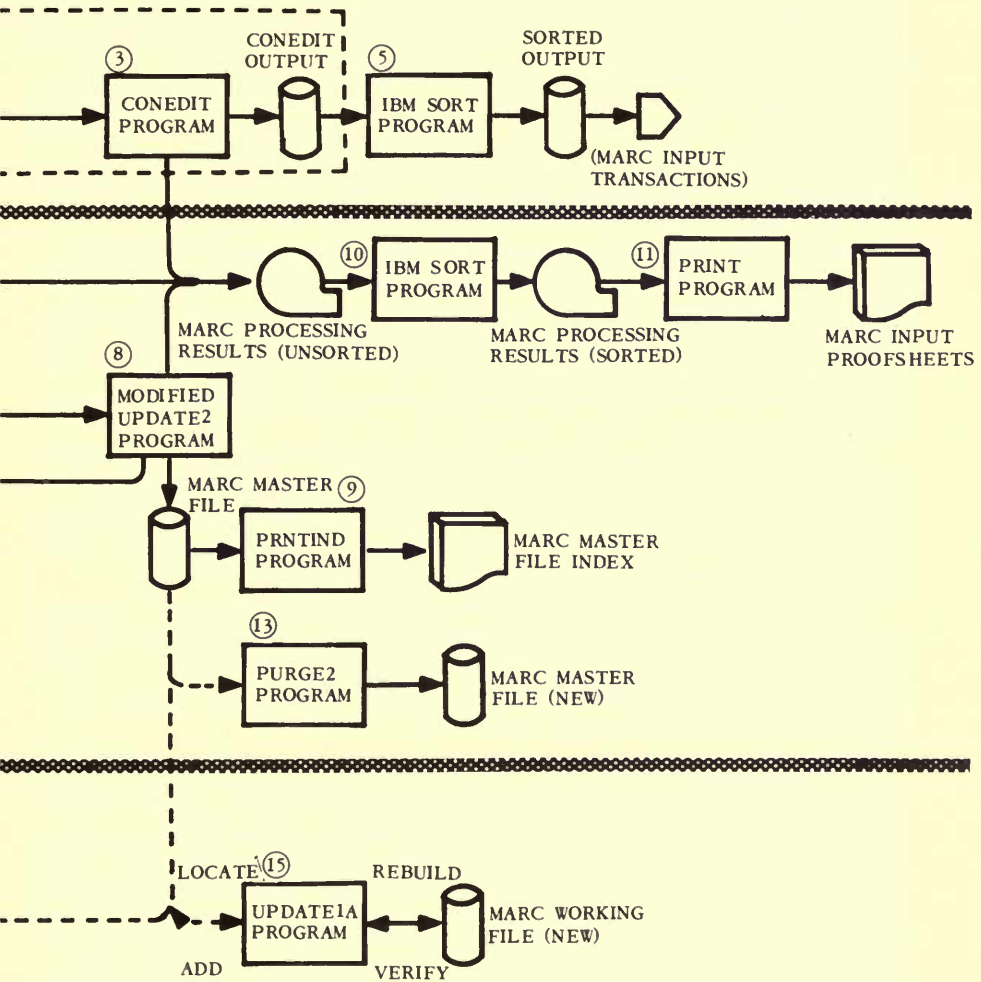 ③
CONEDIT
PROGRAM
CONEDIT
OUTPUT
⑤
IBM SORT
PROGRAM
SORTED
OUTPUT
(MARC INPUT
TRANSACTIONS)
MARC PROCESSING
RESULTS (UNSORTED)
⑩
IBM SORT
PROGRAM
MARC PROCESSING
RESULTS (SORTED)
⑪
PRINT
PROGRAM
MARC INPUT
PROOFSHEETS
⑧
MODIFIED
UPDATE2
PROGRAM
MARC MASTER
FILE
⑨
PRNTIND
PROGRAM
MARC MASTER
FILE INDEX
⑬
PURGE2
PROGRAM
MARC MASTER
FILE (NEW)
LOCATE
⑮
REBUILD
UPDATE1A
PROGRAM
MARC WORKING
FILE (NEW)
ADD
VERIFY